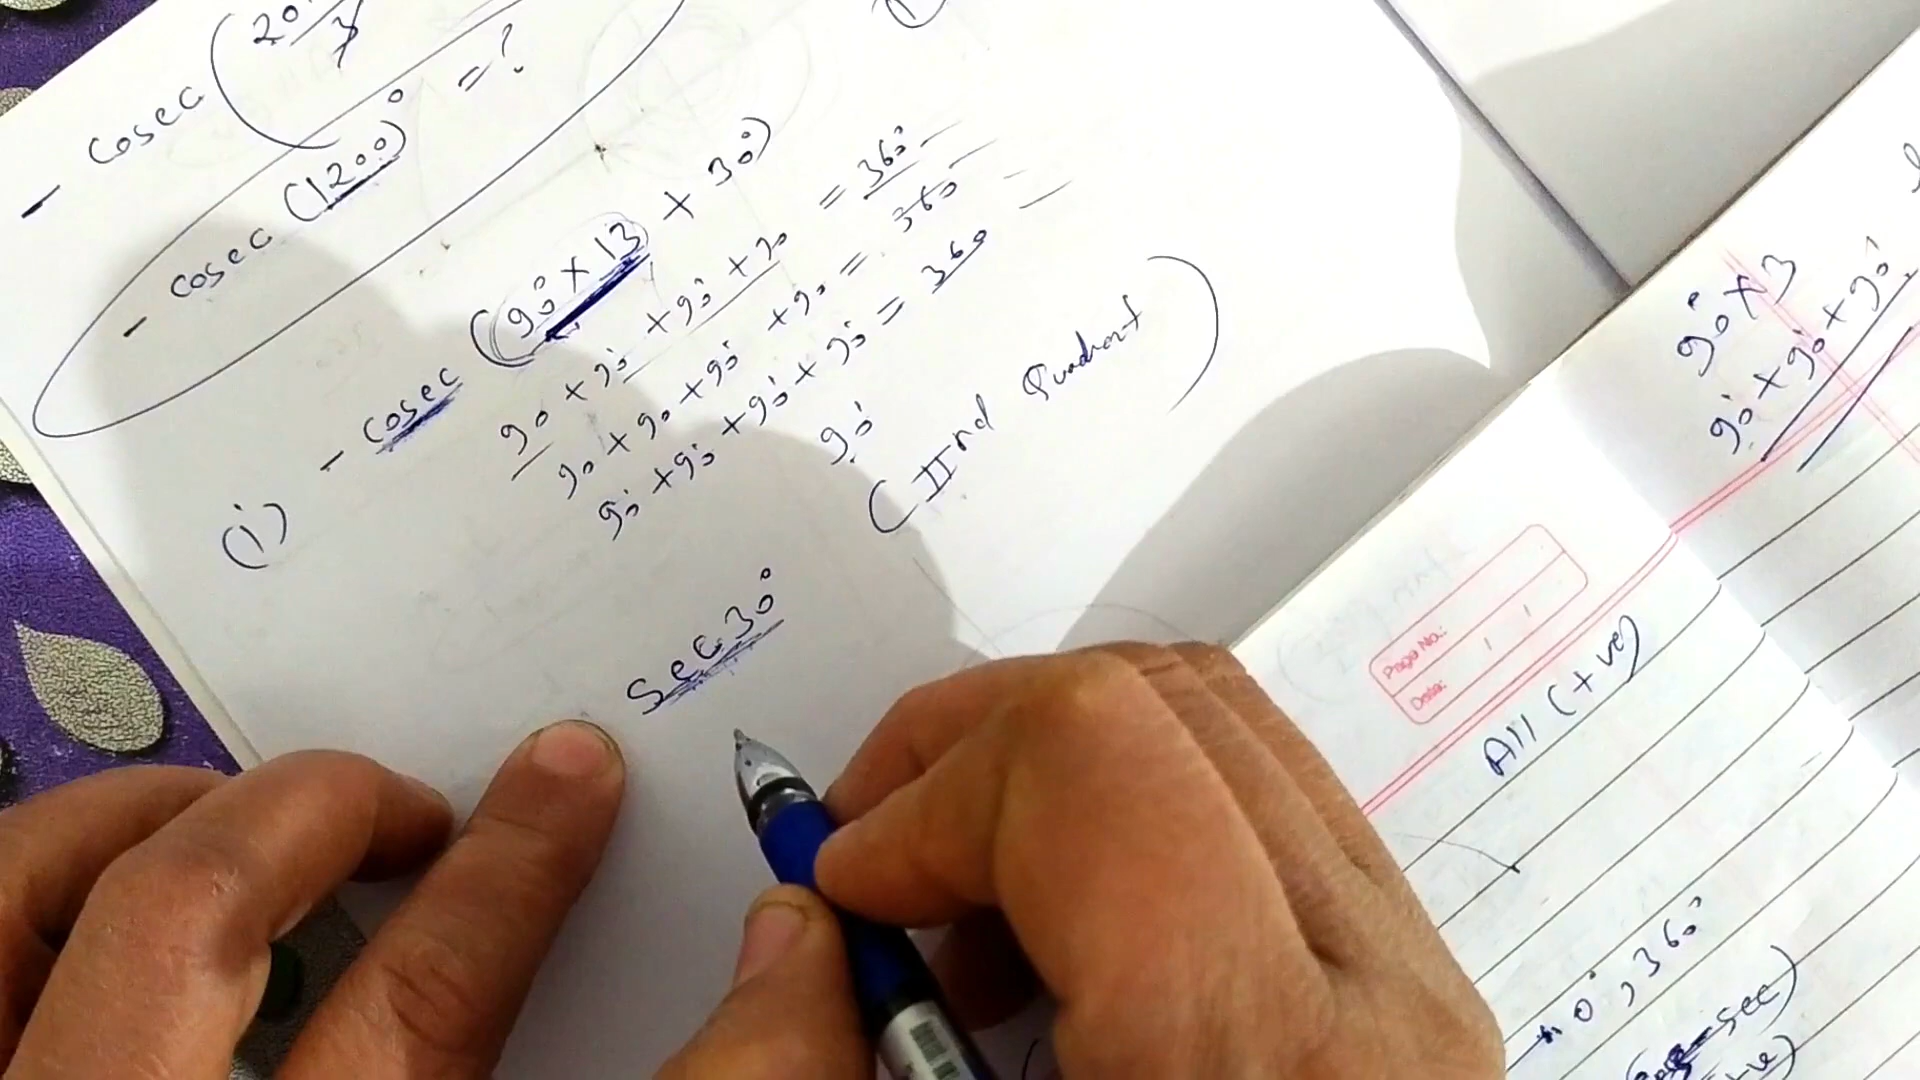 - cosec (20
- cosec (1200°) = ?
(i) - cosec (90° × 13 + 30°)
90 + 90° + 90° + 90 = 360°
90 + 90 + 90° + 90 = 360
90° + 90° + 90° + 90° = 360
90°
(IInd Quadrant)
Sec 30°
90° × 3
90° + 90° + 90°
Page No.:
Date:
All (+ve)
0°, 360°
sec)
ve)